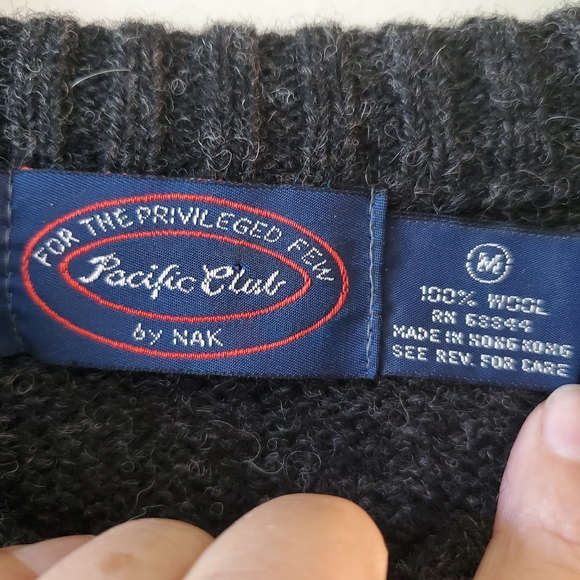 FOR THE PRIVILEGED FEW
Pacific Club
by NAK
M
100% WOOL
RN 68844
MADE IN HONG KONG
SEE REV. FOR CARE